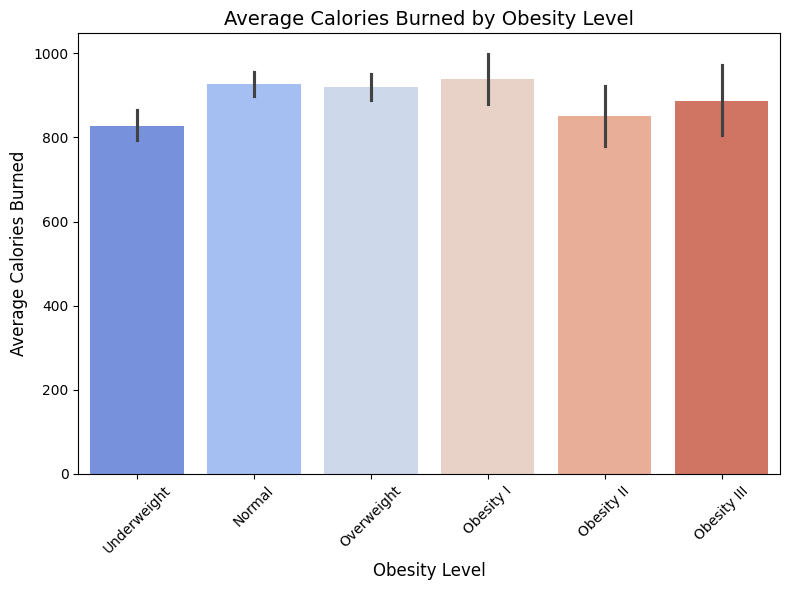 Average Calories Burned by Obesity Level
Average Calories Burned
1000
800
600
400
200
0
Underweight
Normal
Overweight
Obesity I
Obesity II
Obesity III
Obesity Level